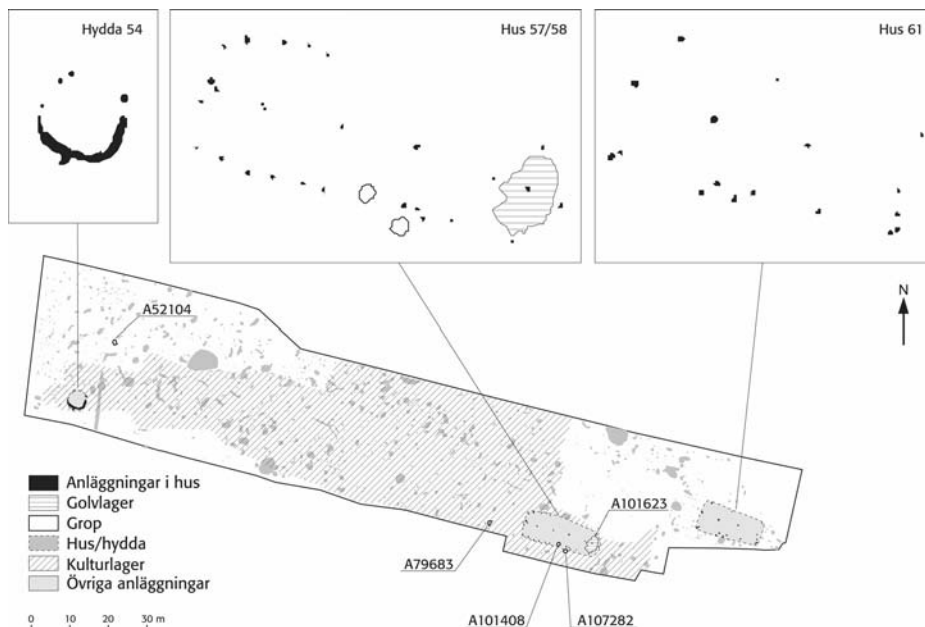 Hydda 54
Hus 57/58
Hus 61
N
A52104
A101623
A79683
A101408
A107282
Anläggningar i hus
Golvlager
Grop
Hus/hydda
Kulturlager
Övriga anläggningar
0 10 20 30 m